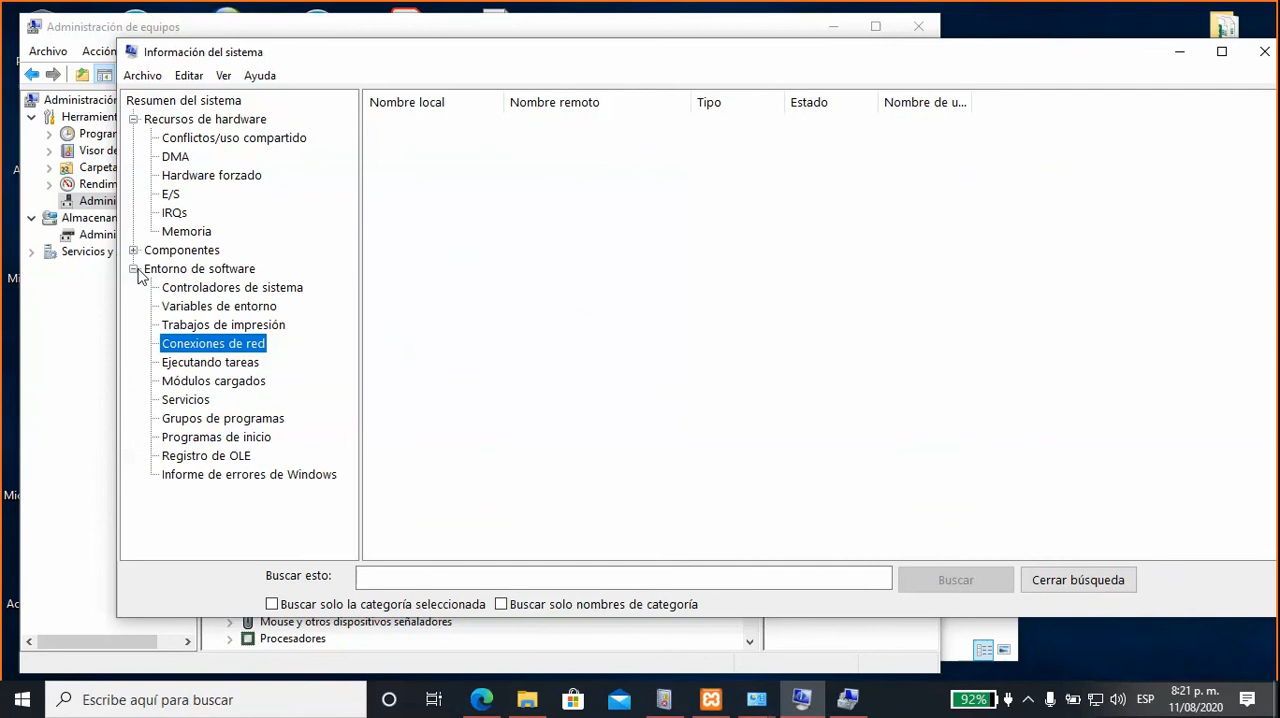 Administración de equipos
Archivo Acción
Administración
Herramient
Program
Visor de
Carpeta
Rendim
Admini
Almacenan
Admini
Servicios y
Información del sistema
Archivo Editar Ver Ayuda
Resumen del sistema
Recursos de hardware
Conflictos/uso compartido
DMA
Hardware forzado
E/S
IRQs
Memoria
Componentes
Entorno de software
Controladores de sistema
Variables de entorno
Trabajos de impresión
Conexiones de red
Ejecutando tareas
Módulos cargados
Servicios
Grupos de programas
Programas de inicio
Registro de OLE
Informe de errores de Windows
Nombre local Nombre remoto Tipo Estado Nombre de u...
Buscar esto: Buscar Cerrar búsqueda
Buscar solo la categoría seleccionada Buscar solo nombres de categoría
Mouse y otros dispositivos señaladores
Procesadores
Escribe aquí para buscar
92% ESP 8:21 p. m.
11/08/2020